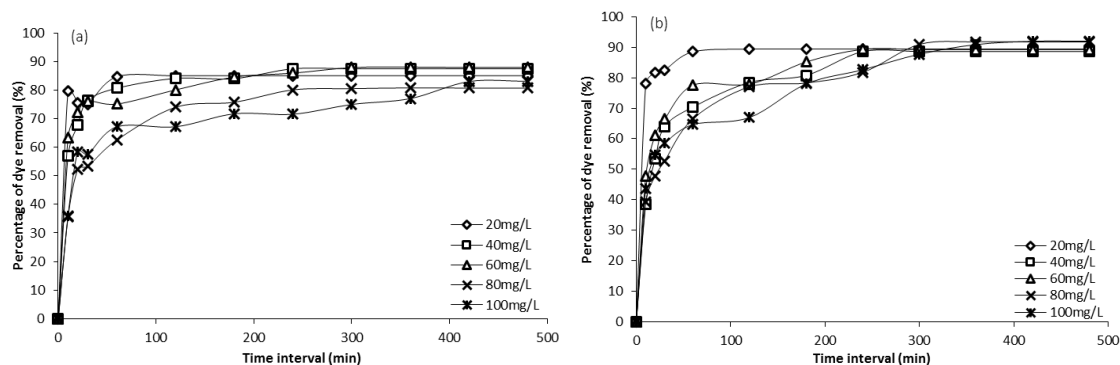 (a)
100
90
80
70
60
50
40
30
20
10
0
Percentage of dye removal (%)
0 100 200 300 400 500
Time interval (min)
20mg/L
40mg/L
60mg/L
80mg/L
100mg/L
(b)
100
90
80
70
60
50
40
30
20
10
0
Percentage of dye removal (%)
0 100 200 300 400 500
Time interval (min)
20mg/L
40mg/L
60mg/L
80mg/L
100mg/L